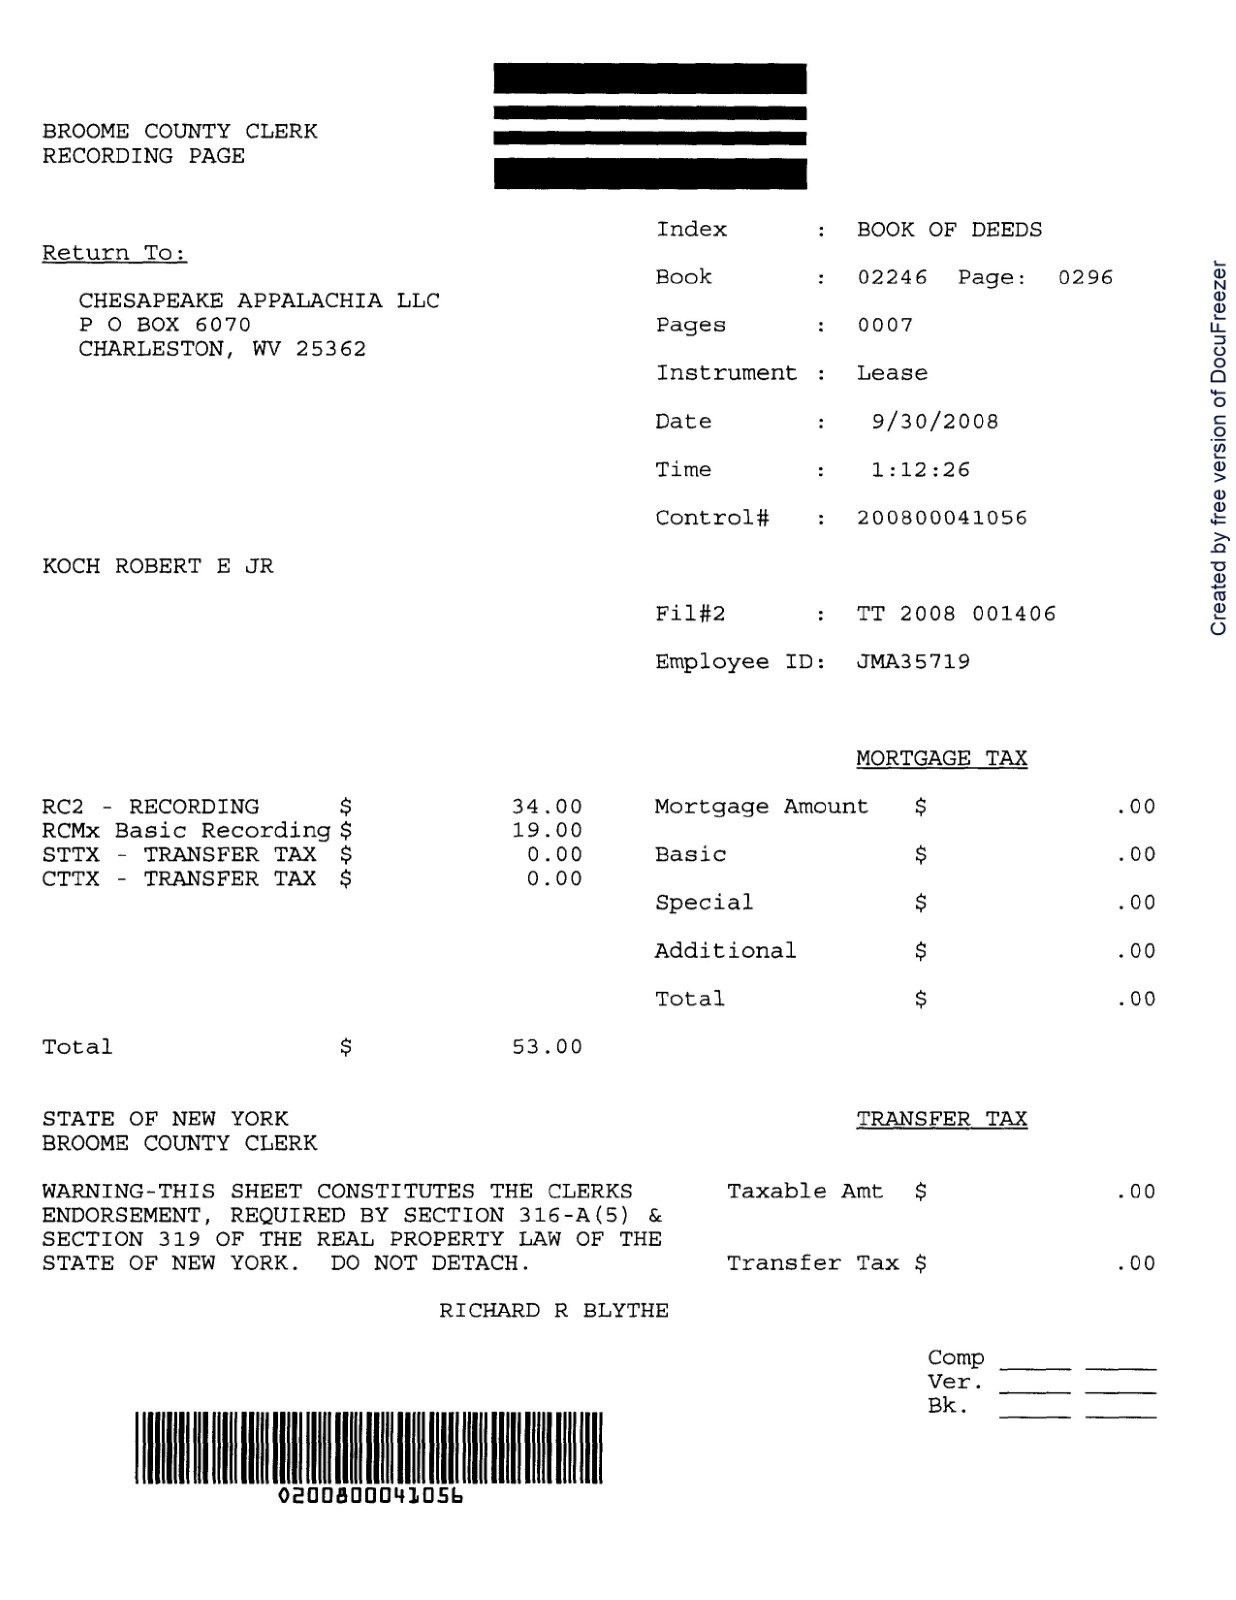 BROOME COUNTY CLERK
RECORDING PAGE
Return To:
CHESAPEAKE APPALACHIA LLC
P O BOX 6070
CHARLESTON, WV 25362
Index : BOOK OF DEEDS
Book : 02246 Page: 0296
Pages : 0007
Instrument : Lease
Date : 9/30/2008
Time : 1:12:26
Control# : 200800041056
KOCH ROBERT E JR
Fil#2 : TT 2008 001406
Employee ID: JMA35719
RC2 - RECORDING $ 34.00
RCMx Basic Recording $ 19.00
STTX - TRANSFER TAX $ 0.00
CTTX - TRANSFER TAX $ 0.00
Total $ 53.00
MORTGAGE TAX
Mortgage Amount $ .00
Basic $ .00
Special $ .00
Additional $ .00
Total $ .00
STATE OF NEW YORK
BROOME COUNTY CLERK
WARNING-THIS SHEET CONSTITUTES THE CLERKS
ENDORSEMENT, REQUIRED BY SECTION 316-A(5) &
SECTION 319 OF THE REAL PROPERTY LAW OF THE
STATE OF NEW YORK. DO NOT DETACH.
TRANSFER TAX
Taxable Amt $ .00
Transfer Tax $ .00
RICHARD R BLYTHE
Comp
Ver.
Bk.
0200800041056
Created by free version of DocuFreezer